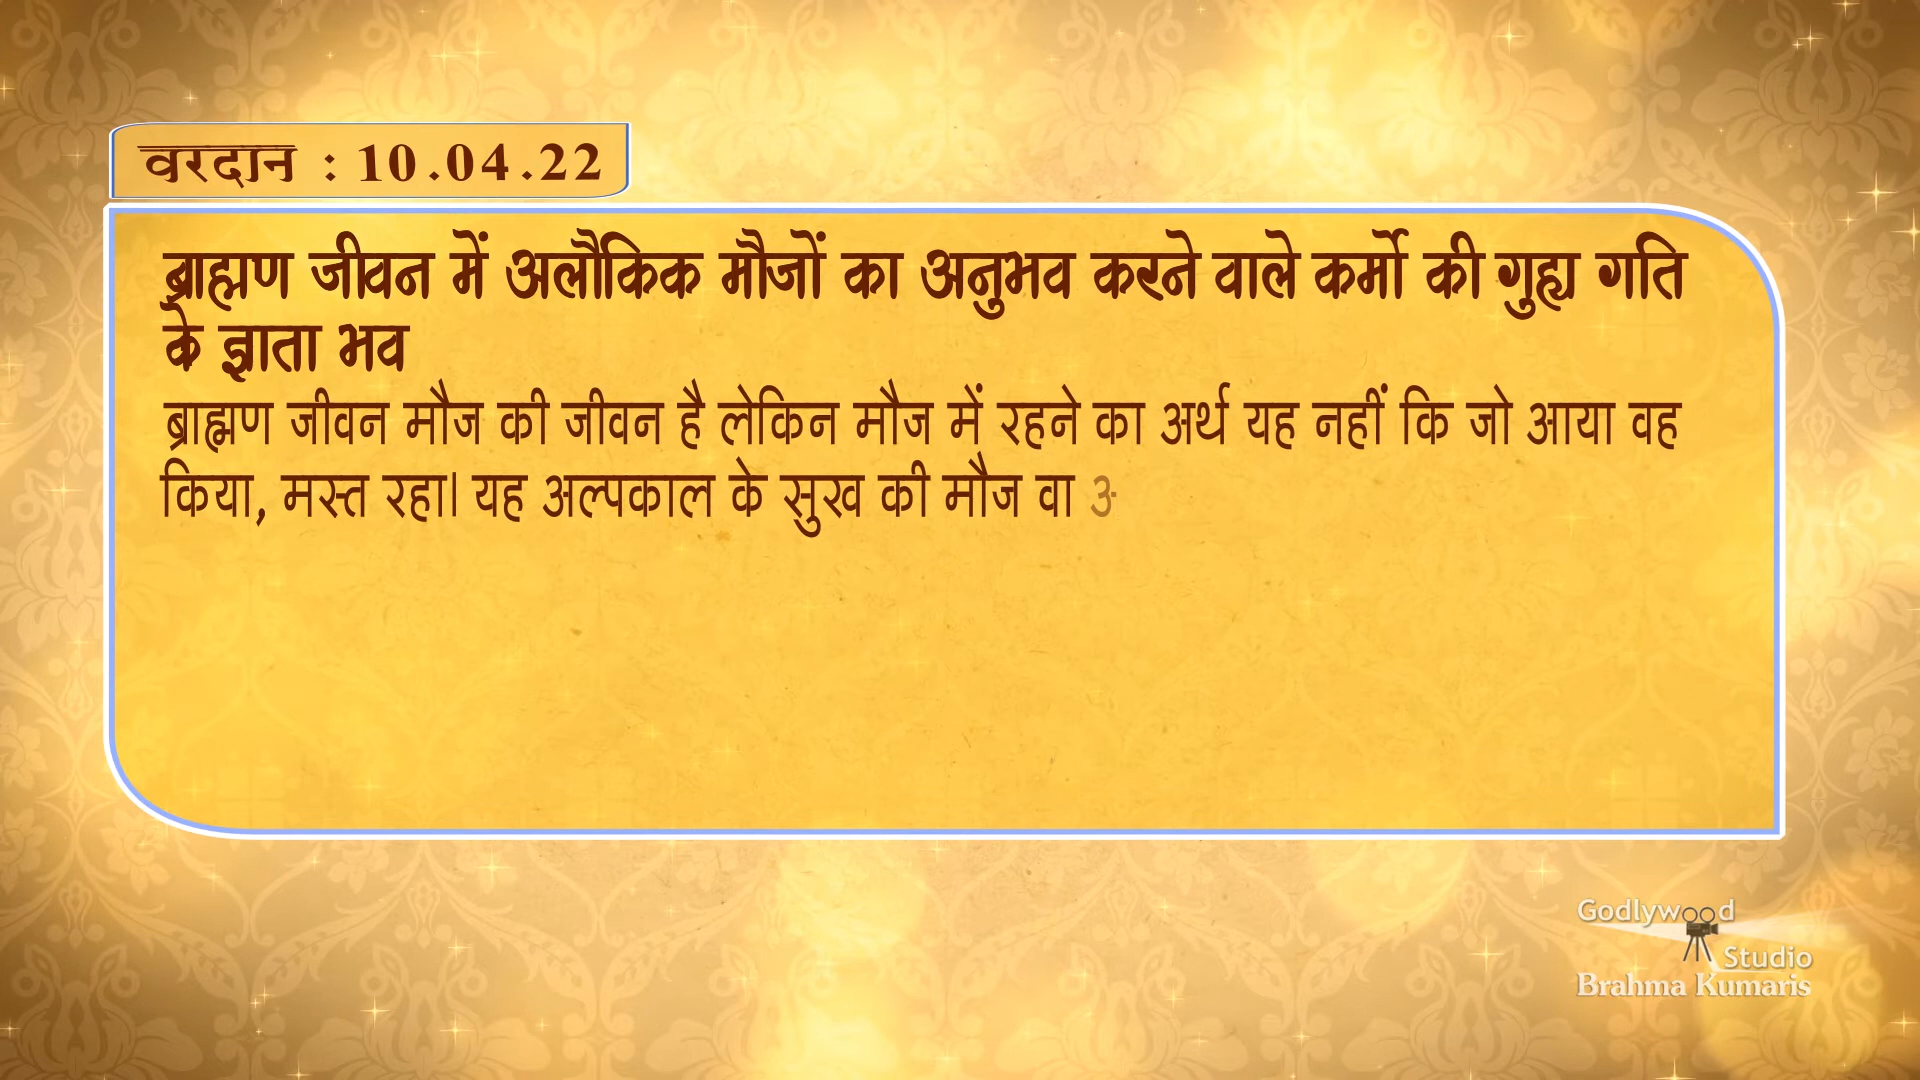 वरदान : 10.04.22
ब्राह्मण जीवन में अलौकिक मौजों का अनुभव करने वाले कर्मो की गुह्य गति
के ज्ञाता भव
ब्राह्मण जीवन मौज की जीवन है लेकिन मौज में रहने का अर्थ यह नहीं कि जो आया वह
किया, मस्त रहा। यह अल्पकाल के सुख की मौज वा
Godlywood
Studio
Brahma Kumaris